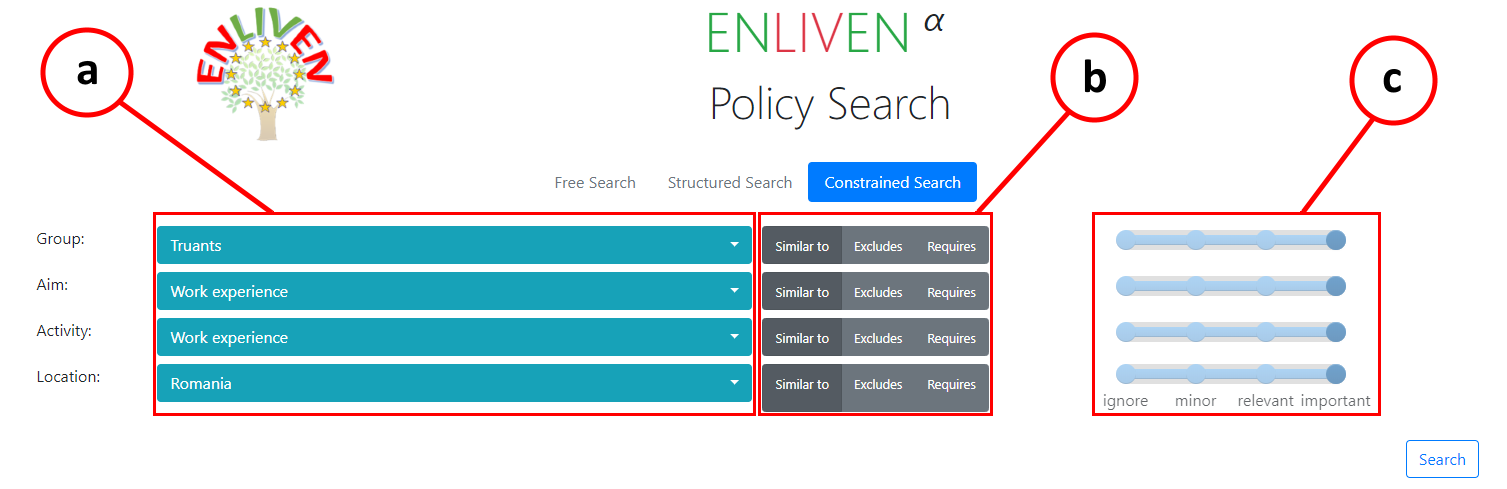 ENLIVEN
ENLIVEN α
a
b
c
Policy Search
Free Search Structured Search Constrained Search
Group: Truants Similar to Excludes Requires
Aim: Work experience Similar to Excludes Requires
Activity: Work experience Similar to Excludes Requires
Location: Romania Similar to Excludes Requires
ignore minor relevant important
Search